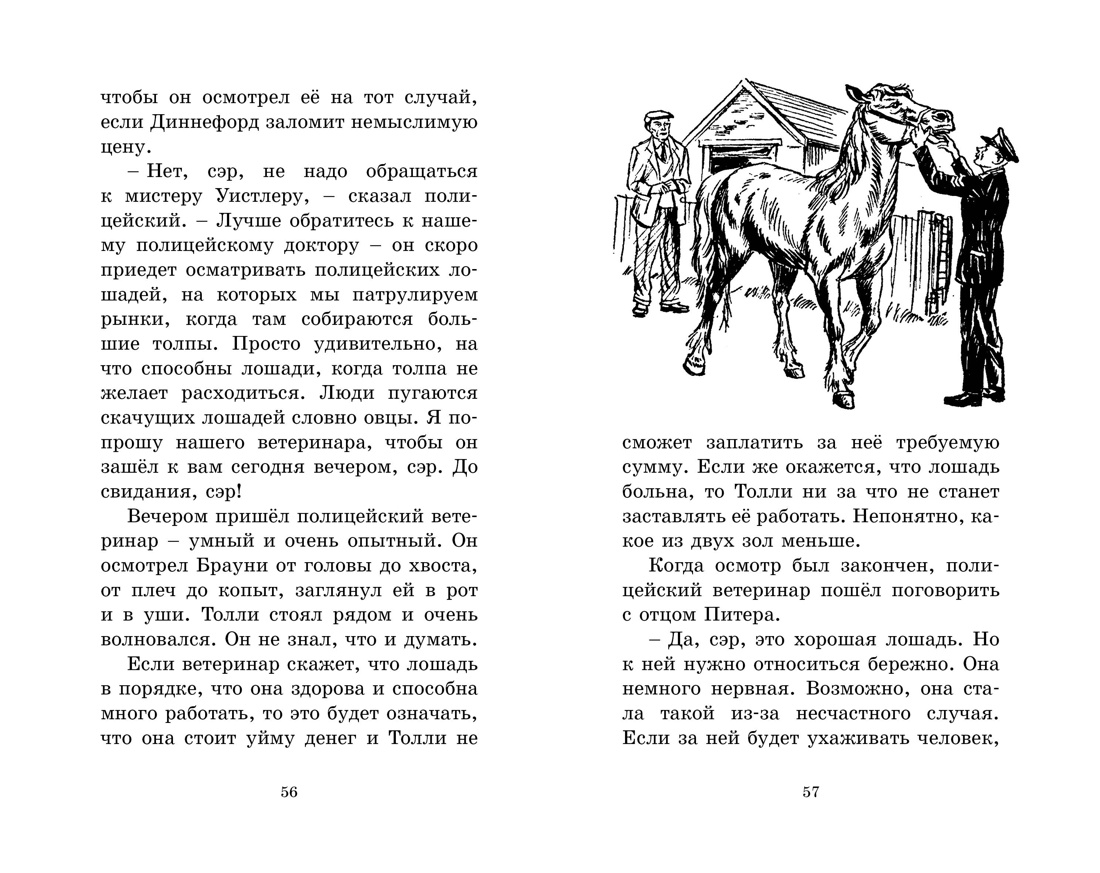 чтобы он осмотрел её на тот случай,
если Диннефорд заломит немыслимую
цену.
– Нет, сэр, не надо обращаться
к мистеру Уистлеру, – сказал поли-
цейский. – Лучше обратитесь к наше-
му полицейскому доктору – он скоро
приедет осматривать полицейских ло-
шадей, на которых мы патрулируем
рынки, когда там собираются боль-
шие толпы. Просто удивительно, на
что способны лошади, когда толпа не
желает расходиться. Люди пугаются
скачущих лошадей словно овцы. Я по-
прошу нашего ветеринара, чтобы он
зашёл к вам сегодня вечером, сэр. До
свидания, сэр!
Вечером пришёл полицейский вете-
ринар – умный и очень опытный. Он
осмотрел Брауни от головы до хвоста,
от плеч до копыт, заглянул ей в рот
и в уши. Толли стоял рядом и очень
волновался. Он не знал, что и думать.
Если ветеринар скажет, что лошадь
в порядке, что она здорова и способна
много работать, то это будет означать,
что она стоит уйму денег и Толли не
56
сможет заплатить за неё требуемую
сумму. Если же окажется, что лошадь
больна, то Толли ни за что не станет
заставлять её работать. Непонятно, ка-
кое из двух зол меньше.
Когда осмотр был закончен, поли-
цейский ветеринар пошёл поговорить
с отцом Питера.
– Да, сэр, это хорошая лошадь. Но
к ней нужно относиться бережно. Она
немного нервная. Возможно, она ста-
ла такой из-за несчастного случая.
Если за ней будет ухаживать человек,
57